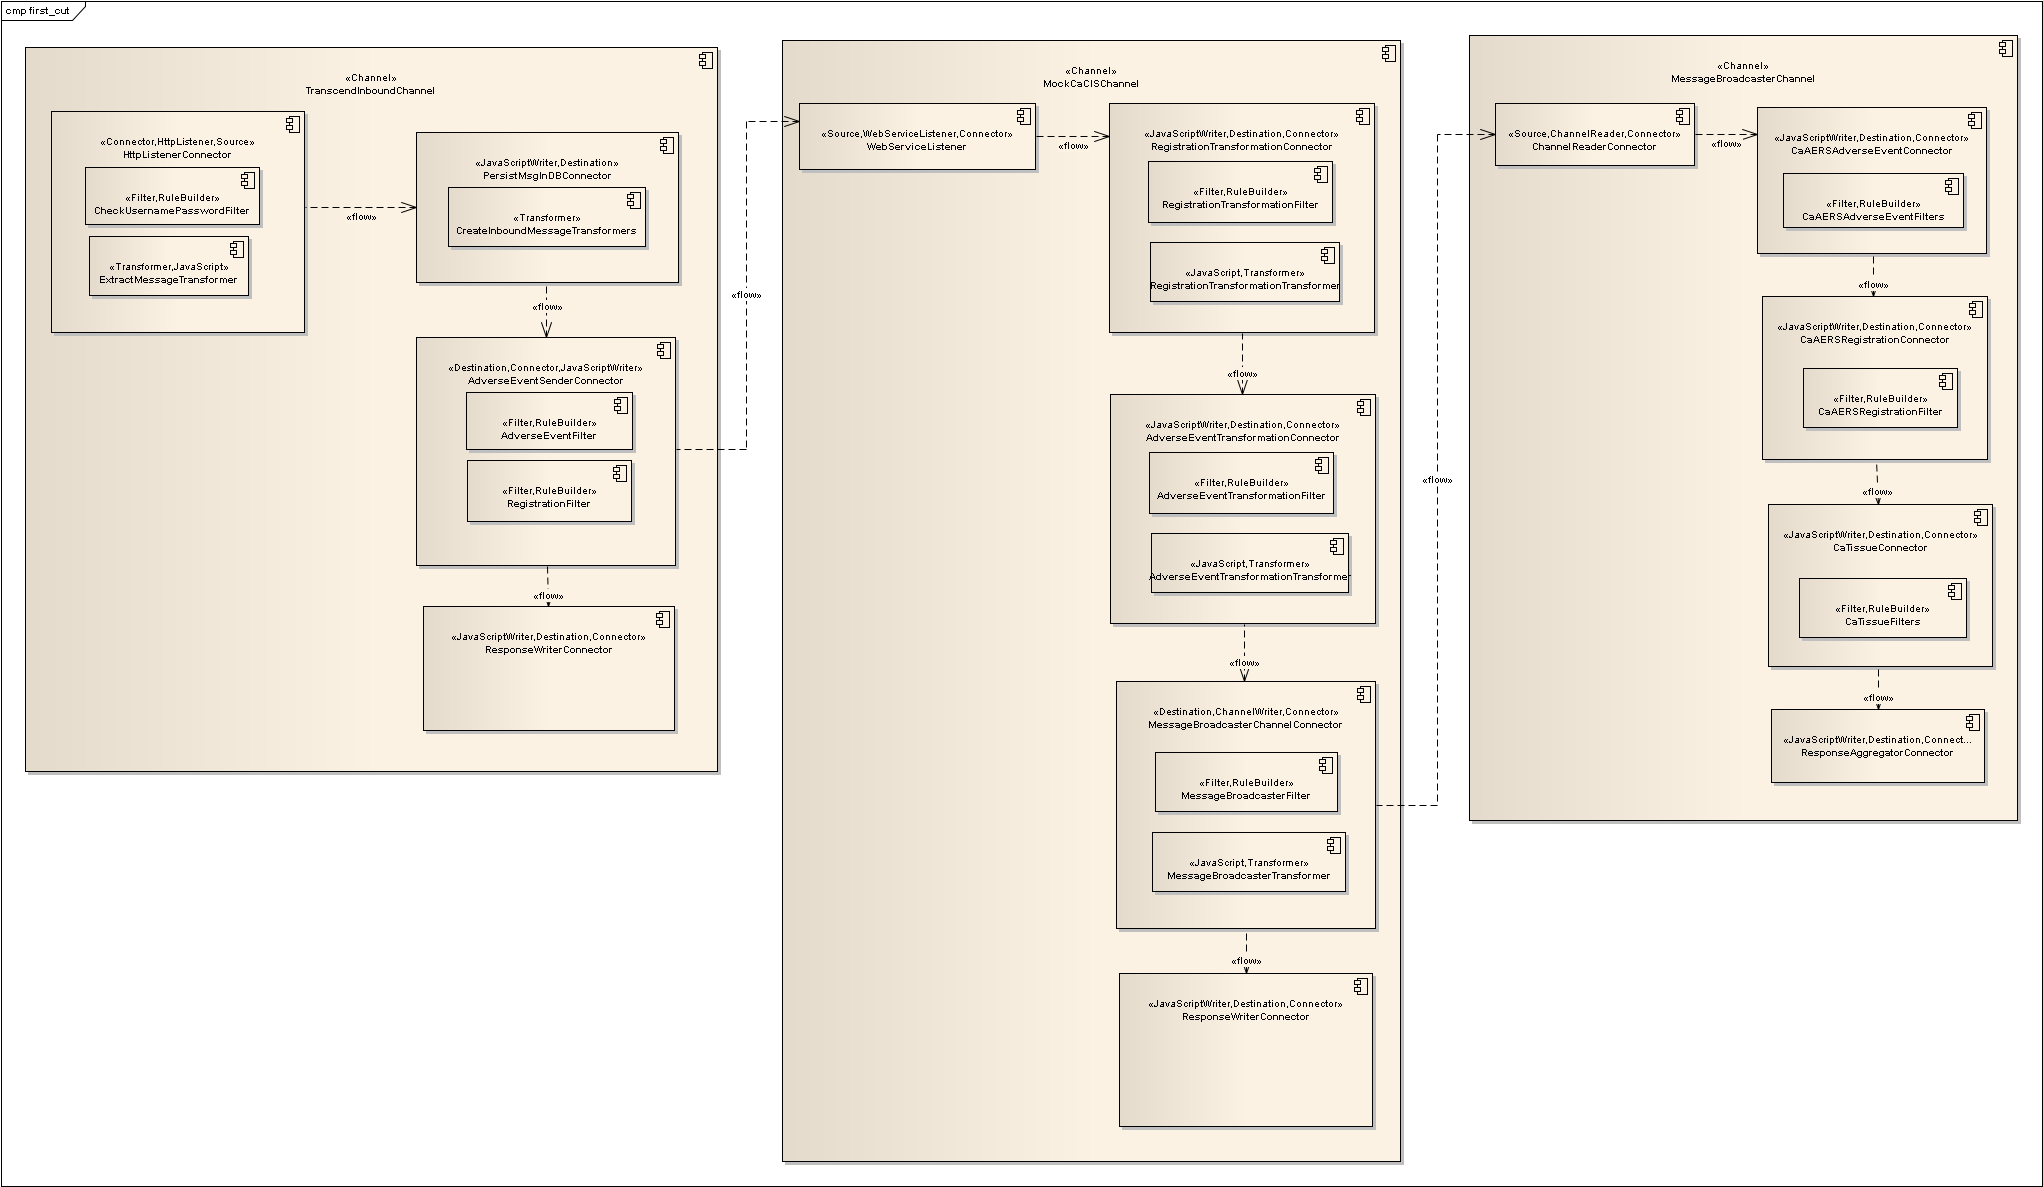 cmp first_cut
«Channel»
TranscendInboundChannel
«Connector,HttpListener,Source»
HttpListenerConnector
«Filter,RuleBuilder»
CheckUsernamePasswordFilter
«Transformer,JavaScript»
ExtractMessageTransformer
«flow»
«JavaScriptWriter,Destination»
PersistMsgInDBConnector
«Transformer»
CreateInboundMessageTransformers
«flow»
«Destination,Connector,JavaScriptWriter»
AdverseEventSenderConnector
«Filter,RuleBuilder»
AdverseEventFilter
«Filter,RuleBuilder»
RegistrationFilter
«flow»
«JavaScriptWriter,Destination,Connector»
ResponseWriterConnector
«flow»
«Channel»
MockCaCISChannel
«Source,WebServiceListener,Connector»
WebServiceListener
«flow»
«JavaScriptWriter,Destination,Connector»
RegistrationTransformationConnector
«Filter,RuleBuilder»
RegistrationTransformationFilter
«JavaScript,Transformer»
RegistrationTransformationTransformer
«flow»
«JavaScriptWriter,Destination,Connector»
AdverseEventTransformationConnector
«Filter,RuleBuilder»
AdverseEventTransformationFilter
«JavaScript,Transformer»
AdverseEventTransformationTransformer
«flow»
«Destination,ChannelWriter,Connector»
MessageBroadcasterChannelConnector
«Filter,RuleBuilder»
MessageBroadcasterFilter
«JavaScript,Transformer»
MessageBroadcasterTransformer
«flow»
«JavaScriptWriter,Destination,Connector»
ResponseWriterConnector
«flow»
«Channel»
MessageBroadcasterChannel
«Source,ChannelReader,Connector»
ChannelReaderConnector
«flow»
«JavaScriptWriter,Destination,Connector»
CaAERSAdverseEventConnector
«Filter,RuleBuilder»
CaAERSAdverseEventFilters
«flow»
«JavaScriptWriter,Destination,Connector»
CaAERSRegistrationConnector
«Filter,RuleBuilder»
CaAERSRegistrationFilter
«flow»
«JavaScriptWriter,Destination,Connector»
CaTissueConnector
«Filter,RuleBuilder»
CaTissueFilters
«flow»
«JavaScriptWriter,Destination,Connect...
ResponseAggregatorConnector